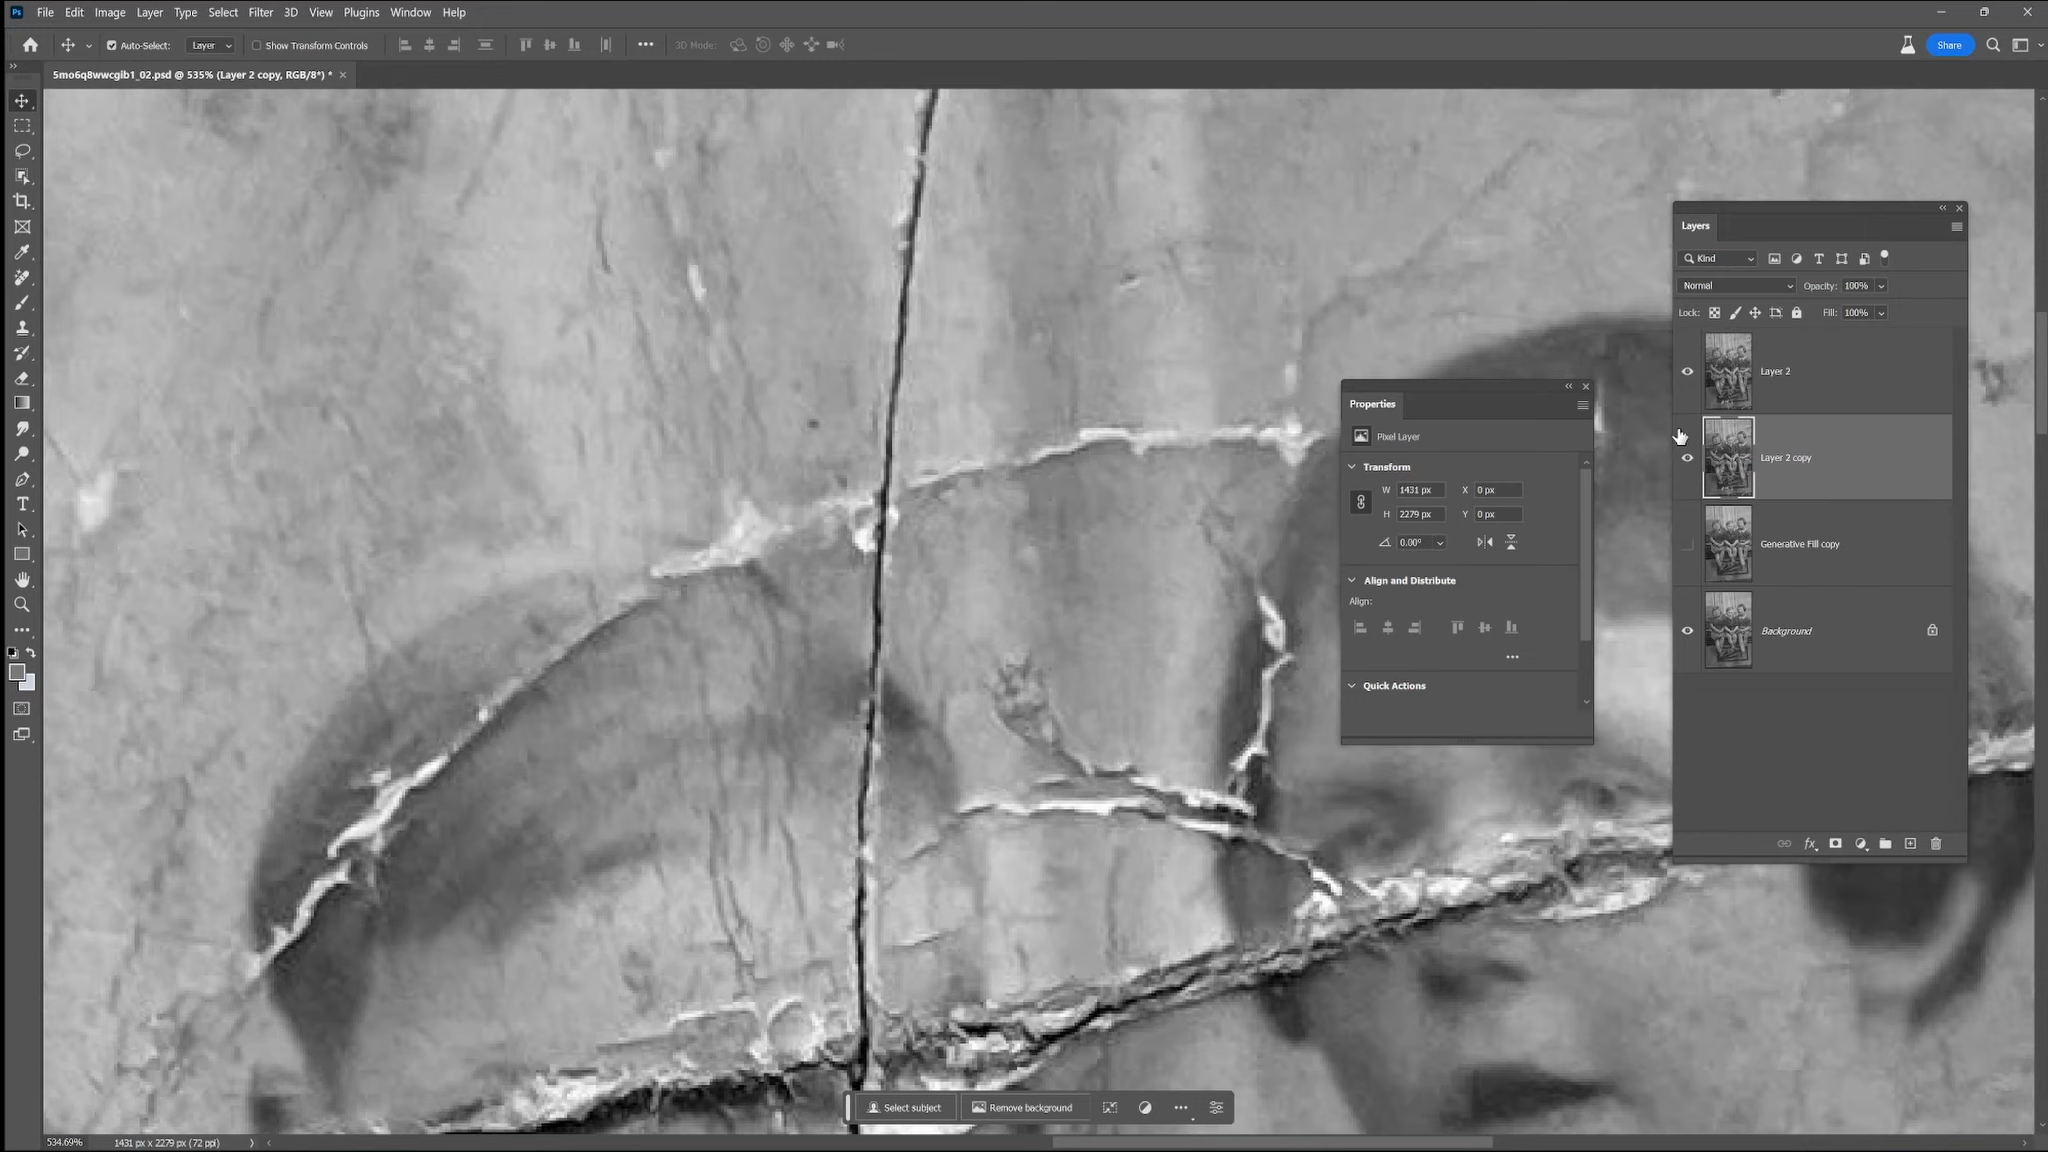 Ps File Edit Image Layer Type Select Filter 3D View Plugins Window Help
Auto-Select: Layer Show Transform Controls 3D Mode: Share
5mo6q8wwcgib1_02.psd @ 535% (Layer 2 copy, RGB/8*) *
Layers
Kind
Normal Opacity: 100%
Lock: Fill: 100%
Layer 2
Layer 2 copy
Generative Fill copy
Background
Properties
Pixel Layer
Transform
W 1431 px X 0 px
H 2279 px Y 0 px
0.00°
Align and Distribute
Align:
Quick Actions
Select subject Remove background
534.69% 1431 px x 2279 px (72 ppi)